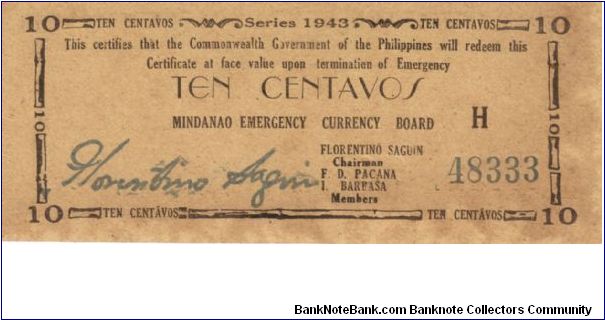 10 TEN CENTAVOS Series 1943 TEN CENTAVOS 10
This certifies that the Commonwealth Government of the Philippines will redeem this
Certificate at face value upon termination of Emergency
TEN CENTAVOS
MINDANAO EMERGENCY CURRENCY BOARD H
10 10
Florentino Saguin
FLORENTINO SAGUIN
Chairman
F. D. PACANA
I. BARBASA
Members
48333
10 TEN CENTAVOS TEN CENTAVOS 10
BankNoteBank.com Banknote Collectors Community